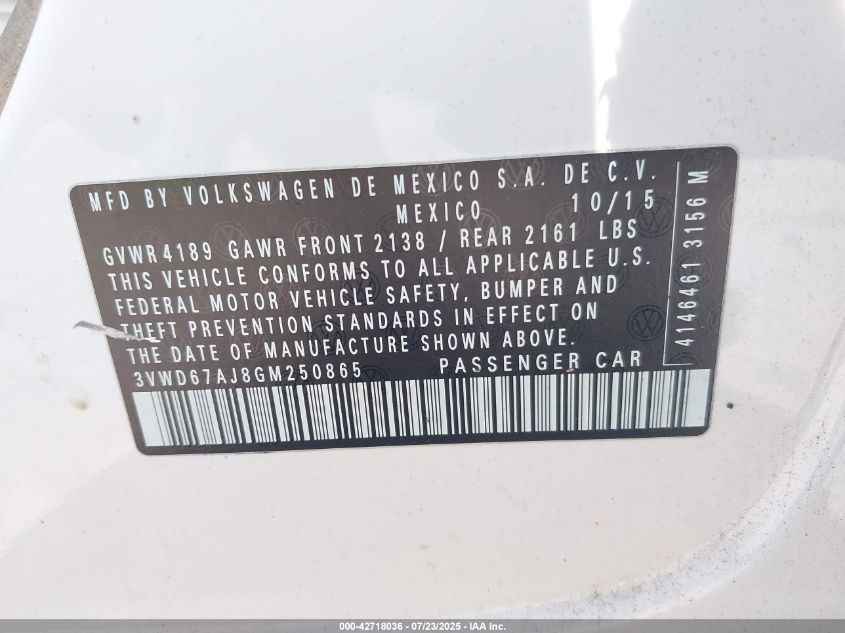 MFD BY VOLKSWAGEN DE MEXICO S.A. DE C.V.
MEXICO 10/15
GVWR 4189 GAWR FRONT 2138 / REAR 2161 LBS
THIS VEHICLE CONFORMS TO ALL APPLICABLE U.S.
FEDERAL MOTOR VEHICLE SAFETY, BUMPER AND
THEFT PREVENTION STANDARDS IN EFFECT ON
THE DATE OF MANUFACTURE SHOWN ABOVE.
3VWD67AJ8GM250865 PASSENGER CAR
4146461 3156 M
000-42718036 - 07/23/2025 - IAA Inc.